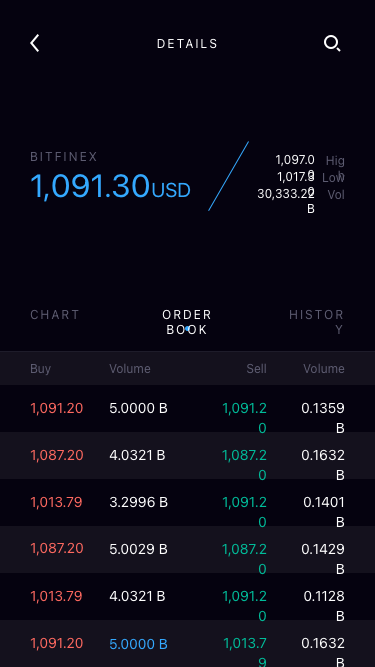 DETAILS
BITFINEX
1,091.30USD
1,097.00 High
1,017.30 Low
30,333.22 B Vol
CHART
ORDER BOOK
HISTORY
Buy Volume Sell Volume
1,091.20 5.0000 B 1,091.20 0.1359 B
1,087.20 4.0321 B 1,087.20 0.1632 B
1,013.79 3.2996 B 1,091.20 0.1401 B
1,087.20 5.0029 B 1,087.20 0.1429 B
1,013.79 4.0321 B 1,091.20 0.1128 B
1,091.20 5.0000 B 1,013.79 0.1632 B